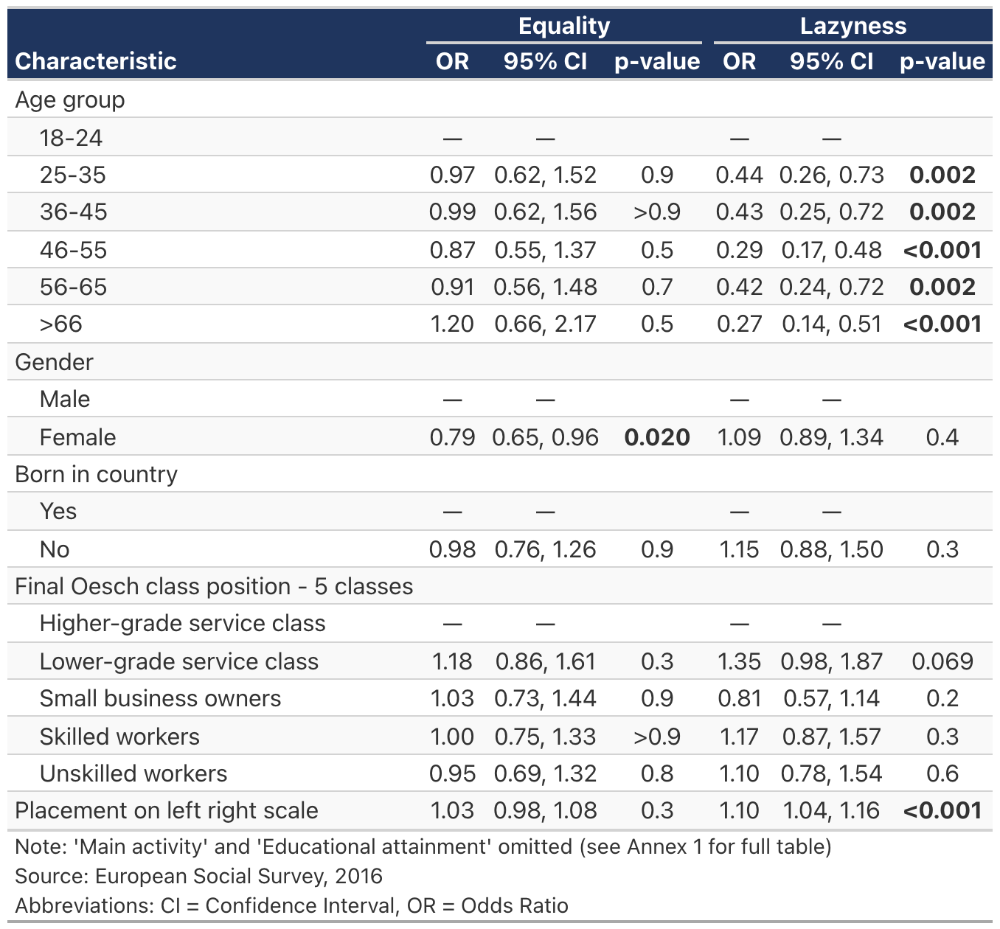 Equality Lazyness
Characteristic OR 95% CI p-value OR 95% CI p-value
Age group
18-24 — — — —
25-35 0.97 0.62, 1.52 0.9 0.44 0.26, 0.73 0.002
36-45 0.99 0.62, 1.56 >0.9 0.43 0.25, 0.72 0.002
46-55 0.87 0.55, 1.37 0.5 0.29 0.17, 0.48 <0.001
56-65 0.91 0.56, 1.48 0.7 0.42 0.24, 0.72 0.002
>66 1.20 0.66, 2.17 0.5 0.27 0.14, 0.51 <0.001
Gender
Male — — — —
Female 0.79 0.65, 0.96 0.020 1.09 0.89, 1.34 0.4
Born in country
Yes — — — —
No 0.98 0.76, 1.26 0.9 1.15 0.88, 1.50 0.3
Final Oesch class position - 5 classes
Higher-grade service class — — — —
Lower-grade service class 1.18 0.86, 1.61 0.3 1.35 0.98, 1.87 0.069
Small business owners 1.03 0.73, 1.44 0.9 0.81 0.57, 1.14 0.2
Skilled workers 1.00 0.75, 1.33 >0.9 1.17 0.87, 1.57 0.3
Unskilled workers 0.95 0.69, 1.32 0.8 1.10 0.78, 1.54 0.6
Placement on left right scale 1.03 0.98, 1.08 0.3 1.10 1.04, 1.16 <0.001
Note: 'Main activity' and 'Educational attainment' omitted (see Annex 1 for full table)
Source: European Social Survey, 2016
Abbreviations: CI = Confidence Interval, OR = Odds Ratio